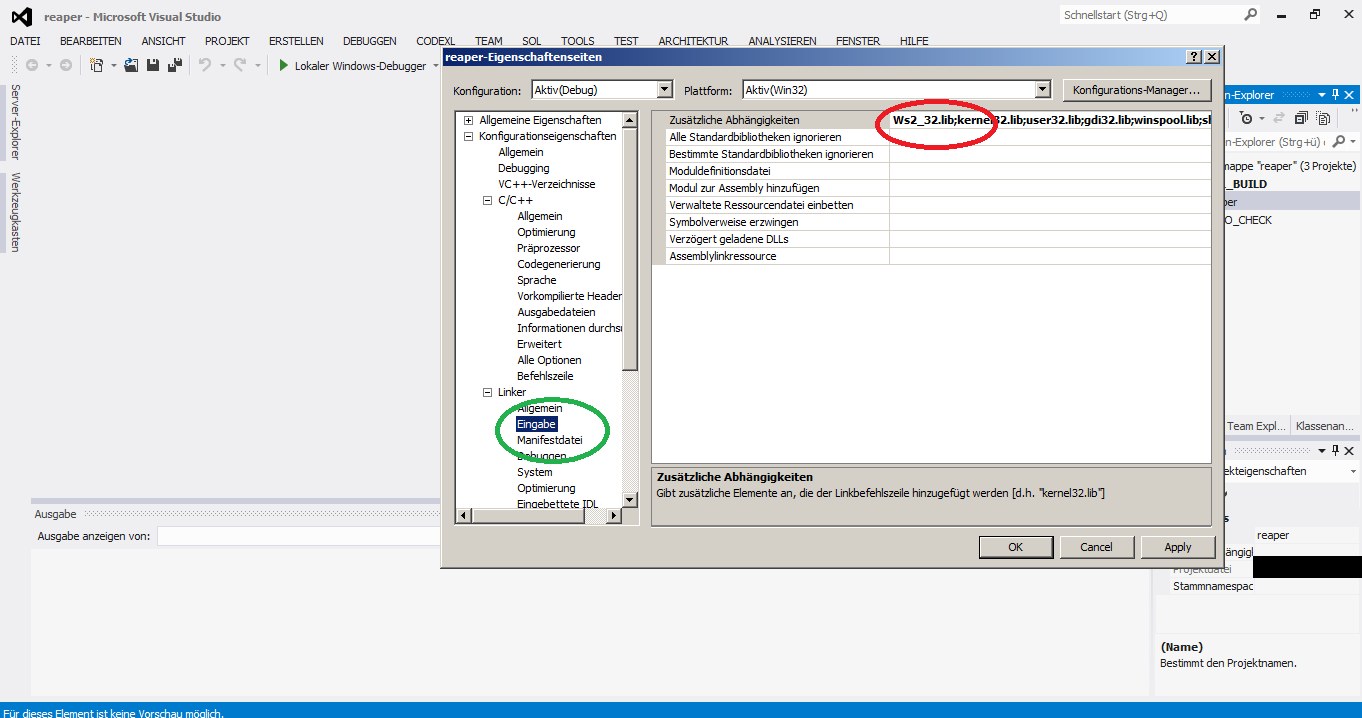 reaper - Microsoft Visual Studio
Schnellstart (Strg+Q)
DATEI BEARBEITEN ANSICHT PROJEKT ERSTELLEN DEBUGGEN CODEXL TEAM SQL TOOLS TEST ARCHITEKTUR ANALYSIEREN FENSTER HILFE
Lokaler Windows-Debugger
Server-Explorer
Werkzeugkasten
reaper-Eigenschaftenseiten
Konfiguration: Aktiv(Debug) Plattform: Aktiv(Win32) Konfigurations-Manager...
Allgemeine Eigenschaften
Konfigurationseigenschaften
Allgemein
Debugging
VC++-Verzeichnisse
C/C++
Allgemein
Optimierung
Präprozessor
Codegenerierung
Sprache
Vorkompilierte Header
Ausgabedateien
Informationen durchsu
Erweitert
Alle Optionen
Befehlszeile
Linker
Allgemein
Eingabe
Manifestdatei
Debuggen
System
Optimierung
Eingebettete IDL
Zusätzliche Abhängigkeiten Ws2_32.lib;kernel32.lib;user32.lib;gdi32.lib;winspool.lib;sl
Alle Standardbibliotheken ignorieren
Bestimmte Standardbibliotheken ignorieren
Moduldefinitionsdatei
Modul zur Assembly hinzufügen
Verwaltete Ressourcendatei einbetten
Symbolverweise erzwingen
Verzögert geladene DLLs
Assemblylinkressource
Zusätzliche Abhängigkeiten
Gibt zusätzliche Elemente an, die der Linkbefehlszeile hinzugefügt werden [d.h. "kernel32.lib"]
OK Cancel Apply
n-Explorer
n-Explorer (Strg+ü)
mappe "reaper" (3 Projekte)
_BUILD
per
O_CHECK
Team Expl... Klassenan...
ekteigenschaften
s
reaper
ängigl
Projektdatei
Stammnamespac
(Name)
Bestimmt den Projektnamen.
Ausgabe
Ausgabe anzeigen von:
Für dieses Element ist keine Vorschau möglich.